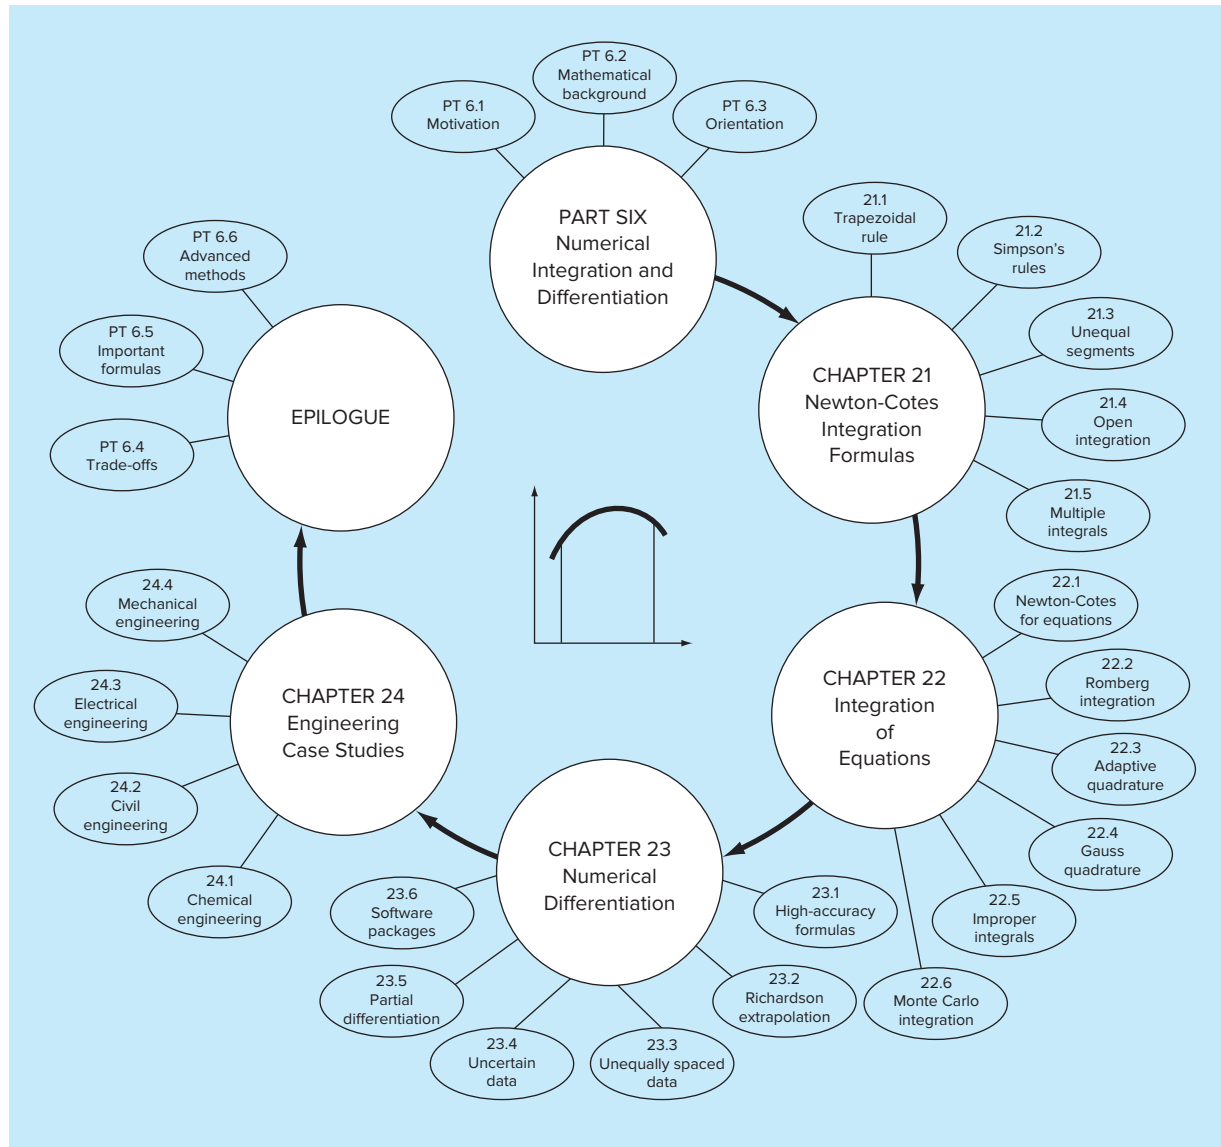 PT 6.1
Motivation
PT 6.2
Mathematical
background
PT 6.3
Orientation
PART SIX
Numerical
Integration and
Differentiation
21.1
Trapezoidal
rule
21.2
Simpson's
rules
21.3
Unequal
segments
21.4
Open
integration
21.5
Multiple
integrals
CHAPTER 21
Newton-Cotes
Integration
Formulas
22.1
Newton-Cotes
for equations
22.2
Romberg
integration
22.3
Adaptive
quadrature
22.4
Gauss
quadrature
22.5
Improper
integrals
22.6
Monte Carlo
integration
CHAPTER 22
Integration
of
Equations
CHAPTER 23
Numerical
Differentiation
23.1
High-accuracy
formulas
23.2
Richardson
extrapolation
23.3
Unequally spaced
data
23.4
Uncertain
data
23.5
Partial
differentiation
23.6
Software
packages
CHAPTER 24
Engineering
Case Studies
24.1
Chemical
engineering
24.2
Civil
engineering
24.3
Electrical
engineering
24.4
Mechanical
engineering
EPILOGUE
PT 6.4
Trade-offs
PT 6.5
Important
formulas
PT 6.6
Advanced
methods